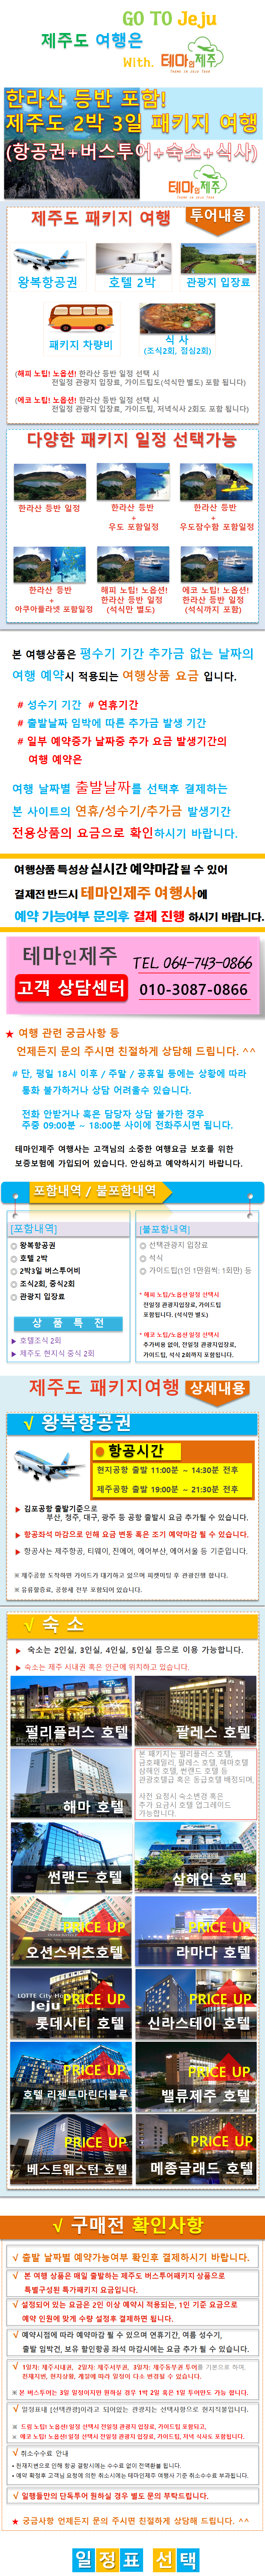 GO TO Jeju
제주도 여행은
With. 테마인제주
THEME IN JEJU TOUR
한라산 등반 포함!
제주도 2박 3일 패키지 여행
(항공권+버스투어+숙소+식사)
테마인제주
THEME IN JEJU TOUR
제주도 패키지 여행 투어내용
왕복항공권 호텔 2박 관광지 입장료
패키지 차량비 식 사
(조식2회, 점심2회)
(해피 노팁! 노옵션! 한라산 등반 일정 선택 시
전일정 관광지 입장료, 가이드팁도(석식만 별도) 포함 됩니다)
(에코 노팁! 노옵션! 한라산 등반 일정 선택 시
전일정 관광지 입장료, 가이드팁, 저녁식사 2회도 포함 됩니다)
다양한 패키지 일정 선택가능
한라산 등반 일정
한라산 등반
+
우도 포함일정
한라산 등반
+
우도잠수함 포함일정
한라산 등반
+
아쿠아플라넷 포함일정
해피 노팁! 노옵션!
한라산 등반 일정
(석식만 별도)
에코 노팁! 노옵션!
한라산 등반 일정
(석식까지 포함)
본 여행상품은 평수기 기간 추가금 없는 날짜의
여행 예약시 적용되는 여행상품 요금 입니다.
# 성수기 기간 # 연휴기간
# 출발날짜 임박에 따른 추가금 발생 기간
# 일부 예약증가 날짜중 추가 요금 발생기간의
여행 예약은
여행 날짜별 출발날짜를 선택후 결제하는
본 사이트의 연휴/성수기/추가금 발생기간
전용상품의 요금으로 확인하시기 바랍니다.
여행상품 특성상 실시간 예약마감 될 수 있어
결제전 반드시 테마인제주 여행사에
예약 가능여부 문의후 결제 진행 하시기 바랍니다.
테마인제주
고객 상담센터
TEL 064-743-0866
010-3087-0866
★ 여행 관련 궁금사항 등
언제든지 문의 주시면 친절하게 상담해 드립니다. ^^
# 단, 평일 18시 이후 / 주말 / 공휴일 등에는 상황에 따라
통화 불가하거나 상담 어려울수 있습니다.
전화 안받거나 혹은 담당자 상담 불가한 경우
주중 09:00분 ~ 18:00분 사이에 전화주시면 됩니다.
테마인제주 여행사는 고객님의 소중한 여행요금 보호를 위한
보증보험에 가입되어 있습니다. 안심하고 예약하시기 바랍니다.
포함내역 / 불포함내역
[포함내역]
◎ 왕복항공권
◎ 호텔 2박
◎ 2박3일 버스투어비
◎ 조식2회, 중식2회
◎ 관광지 입장료
상 품 특 전
▶ 호텔조식 2회
▶ 제주도 현지식 중식 2회
[불포함내역]
◎ 선택관광지 입장료
◎ 석식
◎ 가이드팁(1인 1만원씩: 1회만) 등
* 해피 노팁/노옵션 일정 선택시
전일정 관광지입장료, 가이드팁
포함됩니다. (석식만 별도)
* 에코 노팁/노옵션 일정 선택시
추가비용 없이, 전일정 관광지입장료,
가이드팁, 석식 2회까지 포함됩니다.
제주도 패키지여행 상세내용
√ 왕복항공권
● 항공시간
현지공항 출발 11:00분 ~ 14:30분 전후
제주공항 출발 19:00분 ~ 21:30분 전후
▶ 김포공항 출발기준으로
부산, 청주, 대구, 광주 등 공항 출발시 요금 추가될 수 있습니다.
▶ 항공좌석 마감으로 인해 요금 변동 혹은 조기 예약마감 될 수 있습니다.
▶ 항공사는 제주항공, 티웨이, 진에어, 에어부산, 에어서울 등 기준입니다.
※ 제주공항 도착하면 가이드가 대기하고 있으며 피켓미팅 후 관광진행 합니다.
※ 유류할증료, 공항세 전부 포함되어 있습니다.
√ 숙 소
▶ 숙소는 2인실, 3인실, 4인실, 5인실 등으로 이용 가능합니다.
▶ 숙소는 제주 시내권 혹은 인근에 위치하고 있습니다.
펄리플러스 호텔
팔레스 호텔
해마 호텔
본 패키지는 펄리플러스 호텔,
굿호패밀리, 팔레스 호텔, 해마호텔
삼해인 호텔, 썬랜드 호텔 등
관광호텔급 혹은 동급호텔 배정되며,
사전 요청시 숙소변경 혹은
추가 요금시 호텔 업그레이드
가능합니다.
썬랜드 호텔
삼해인 호텔
PRICE UP
오션스위츠호텔
PRICE UP
라마다 호텔
LOTTE City Hotel
Jeju
PRICE UP
롯데시티 호텔
PRICE UP
신라스테이 호텔
호텔 리젠트마린더블루
PRICE UP
밸류제주 호텔
PRICE UP
베스트웨스턴 호텔
PRICE UP
메종글래드 호텔
√ 구매전 확인사항
√ 출발 날짜별 예약가능여부 확인후 결제하시기 바랍니다.
√ 본 여행 상품은 매일 출발하는 제주도 버스투어패키지 상품으로
특별구성된 특가패키지 요금입니다.
√ 설정되어 있는 요금은 2인 이상 예약시 적용되는, 1인 기준 요금으로
예약 인원에 맞게 수량 설정후 결제하면 됩니다.
√ 예약시점에 따라 예약마감 될 수 있으며 연휴기간, 여름 성수기,
출발 임박건, 보유 할인항공 좌석 마감시에는 요금 추가 될 수 있습니다.
√ 1일차: 제주시내권, 2일차: 제주서부권, 3일차: 제주동부권 투어를 기본으로 하며,
천재지변, 현지상황, 계절에 따라 일정이 다소 변경될 수 있습니다.
※ 본 버스투어는 3일 일정이지만 원하실 경우 1박 2일 혹은 1일 투어만도 가능 합니다.
√ 일정표내 [선택관광]이라고 되어있는 관광지는 선택사항으로 현지직불입니다.
※ 드림 노팁! 노옵션! 일정 선택시 전일정 관광지 입장료, 가이드팁 포함되고,
※ 에코 노팁! 노옵션! 일정 선택시 전일정 관광지 입장료, 가이드팁, 저녁 식사도 포함됩니다.
√ 취소수수료 안내
• 천재지변으로 인해 항공 결항시에는 수수료 없이 전액환불 됩니다.
• 예약 확정후 고객님 요청에 의한 취소시에는 테마인제주 여행사 기준 취소수수료 부과됩니다.
√ 일행들만의 단독투어 원하실 경우 별도 문의 부탁드립니다.
★ 궁금사항 언제든지 문의 주시면 친절하게 상담해 드립니다. ^^
일정표 선택